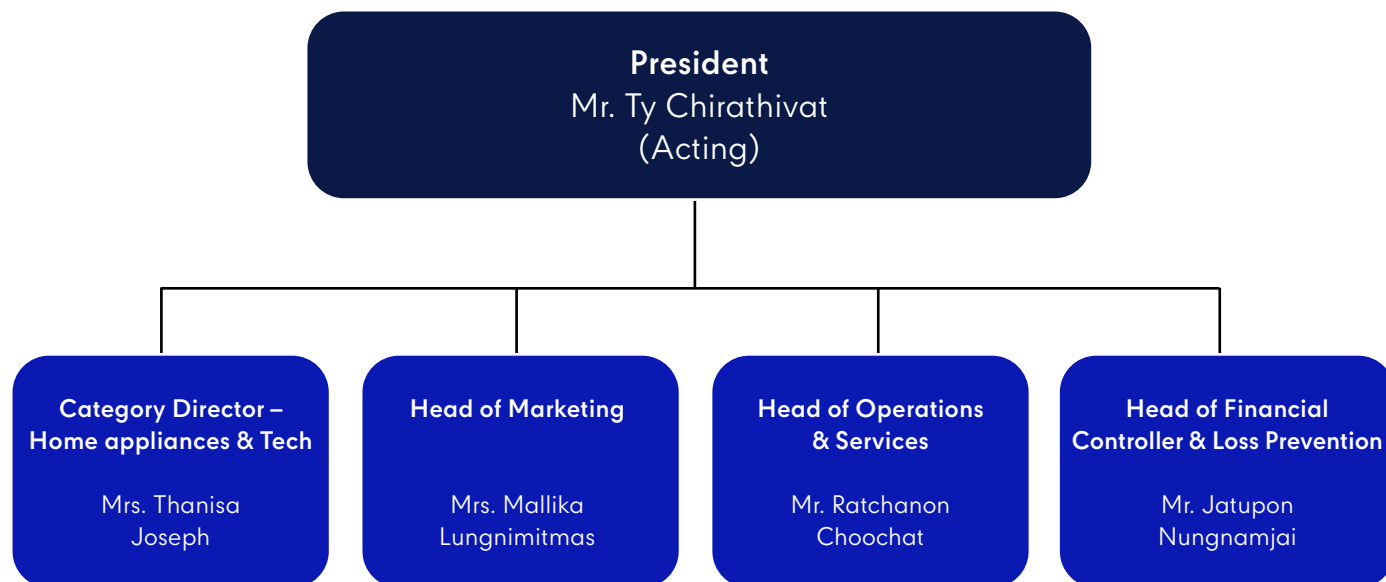 President
Mr. Ty Chirathivat
(Acting)
Category Director –
Home appliances & Tech
Mrs. Thanisa
Joseph
Head of Marketing
Mrs. Mallika
Lungnimitmas
Head of Operations
& Services
Mr. Ratchanon
Choochat
Head of Financial
Controller & Loss Prevention
Mr. Jatupon
Nungnamjai